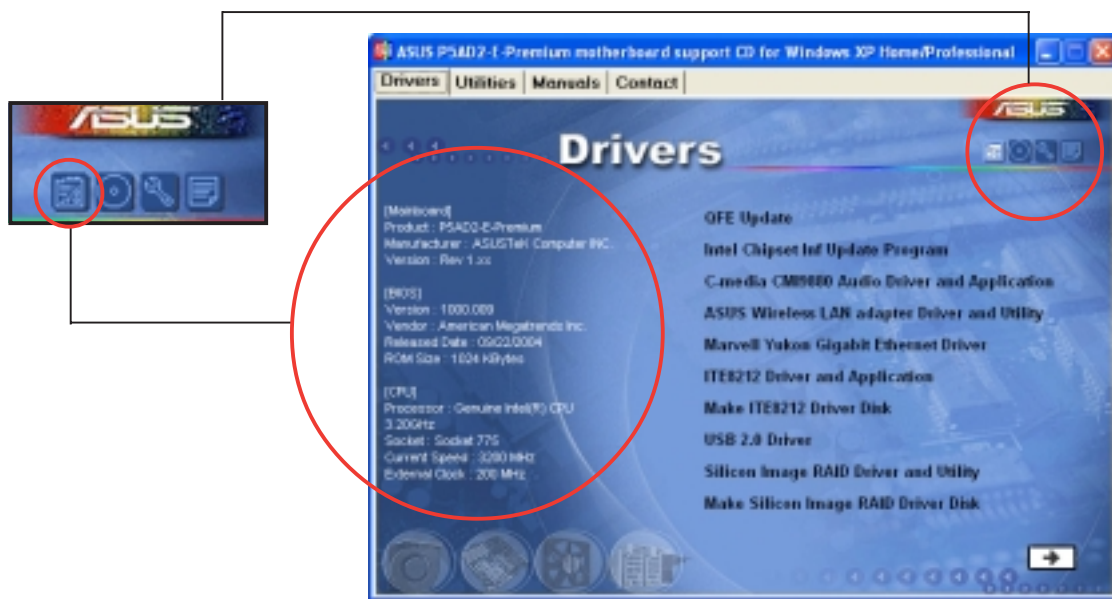 ASUS
ASUS P5AD2-E-Premium motherboard support CD for Windows XP Home/Professional
Drivers Utilities Manuals Contact
ASUS
Drivers
[Mainboard]
Product : P5AD2-E-Premium
Manufacturer : ASUSTeK Computer INC.
Version : Rev 1.xx
[BIOS]
Version : 1000.009
Vendor : American Megatrends Inc.
Released Date : 09/22/2004
ROM Size : 1024 KBytes
[CPU]
Processor : Genuine Intel(R) CPU
3.20GHz
Socket : Socket 775
Current Speed : 3200 MHz
External Clock : 200 MHz
QFE Update
Intel Chipset Inf Update Program
C-media CMI9880 Audio Driver and Application
ASUS Wireless LAN adapter Driver and Utility
Marvell Yukon Gigabit Ethernet Driver
ITE8212 Driver and Application
Make ITE8212 Driver Disk
USB 2.0 Driver
Silicon Image RAID Driver and Utility
Make Silicon Image RAID Driver Disk